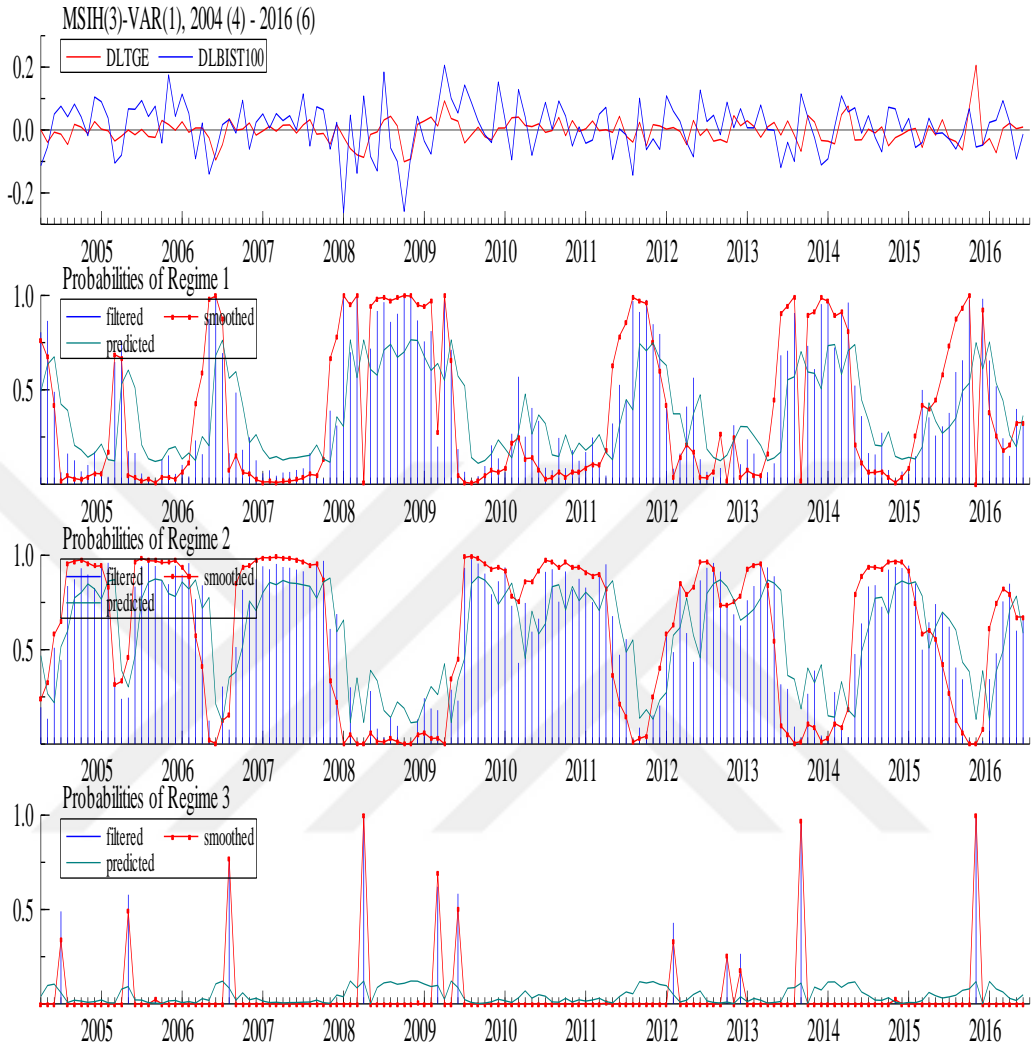 MSIH(3)-VAR(1), 2004 (4) - 2016 (6)
DLTGE DLBIST100
0.2
0.0
-0.2
2005 2006 2007 2008 2009 2010 2011 2012 2013 2014 2015 2016
Probabilities of Regime 1
1.0
filtered smoothed
predicted
0.5
2005 2006 2007 2008 2009 2010 2011 2012 2013 2014 2015 2016
Probabilities of Regime 2
1.0
filtered smoothed
predicted
0.5
2005 2006 2007 2008 2009 2010 2011 2012 2013 2014 2015 2016
Probabilities of Regime 3
1.0
filtered smoothed
predicted
0.5
2005 2006 2007 2008 2009 2010 2011 2012 2013 2014 2015 2016